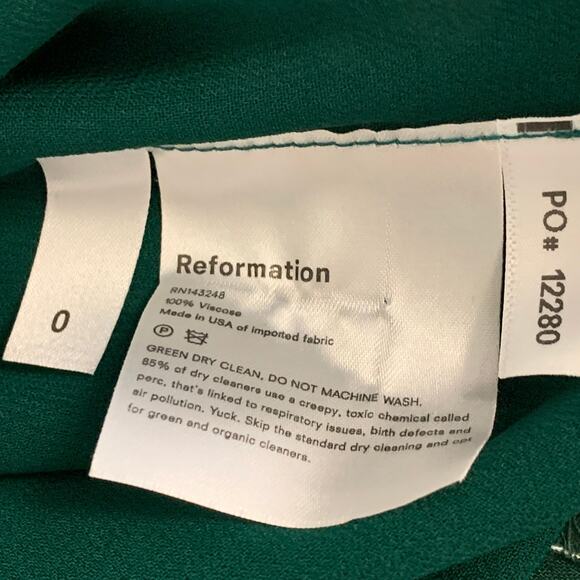 0
Reformation
RN143248
100% Viscose
Made in USA of imported fabric
P
GREEN DRY CLEAN. DO NOT MACHINE WASH.
85% of dry cleaners use a creepy, toxic chemical called
perc, that's linked to respiratory issues, birth defects and
air pollution. Yuck. Skip the standard dry cleaning and opt
for green and organic cleaners.
PO# 12280